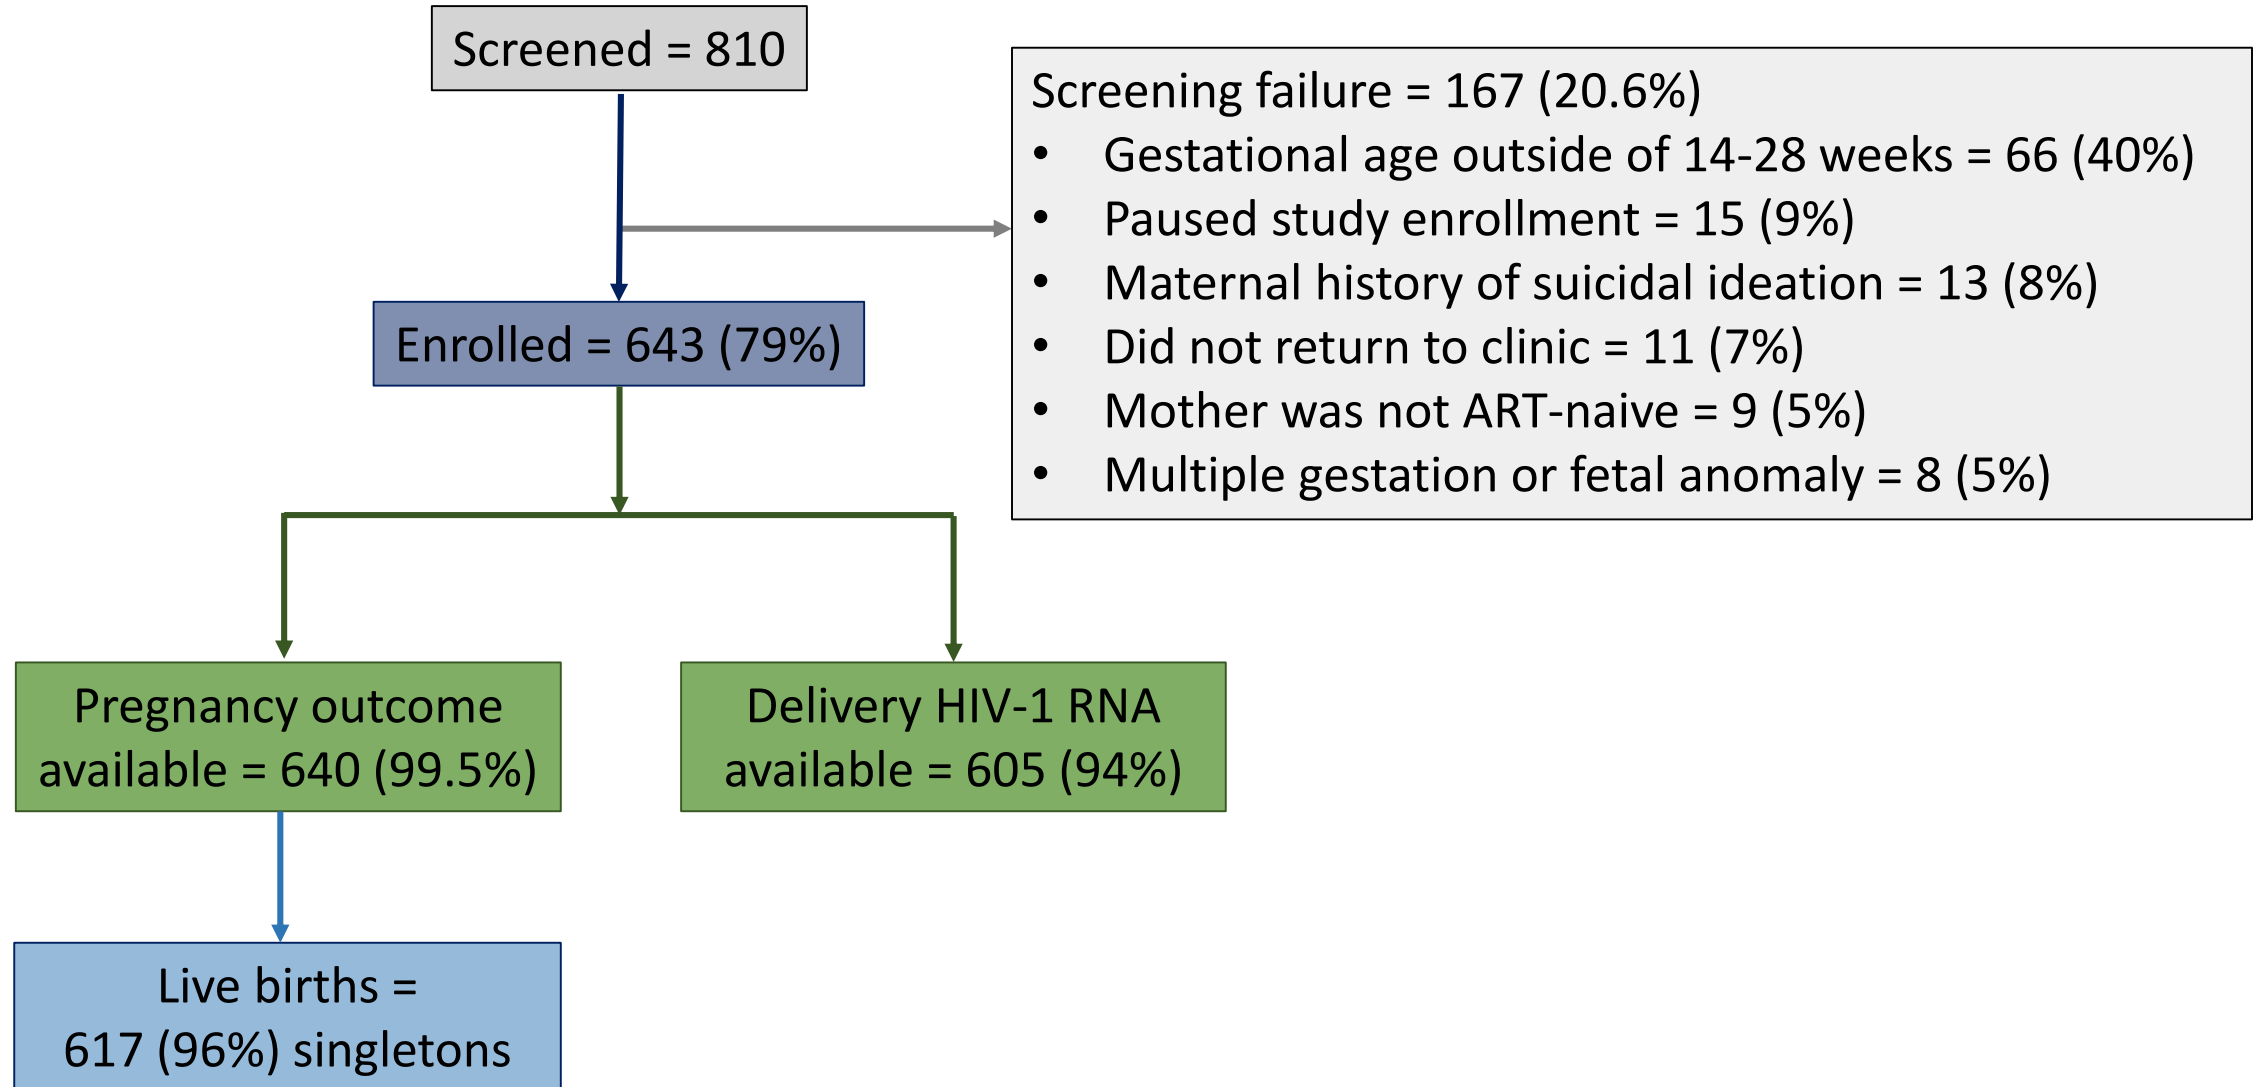 Screened = 810
Screening failure = 167 (20.6%)
• Gestational age outside of 14-28 weeks = 66 (40%)
• Paused study enrollment = 15 (9%)
• Maternal history of suicidal ideation = 13 (8%)
• Did not return to clinic = 11 (7%)
• Mother was not ART-naive = 9 (5%)
• Multiple gestation or fetal anomaly = 8 (5%)
Enrolled = 643 (79%)
Pregnancy outcome
available = 640 (99.5%)
Delivery HIV-1 RNA
available = 605 (94%)
Live births =
617 (96%) singletons